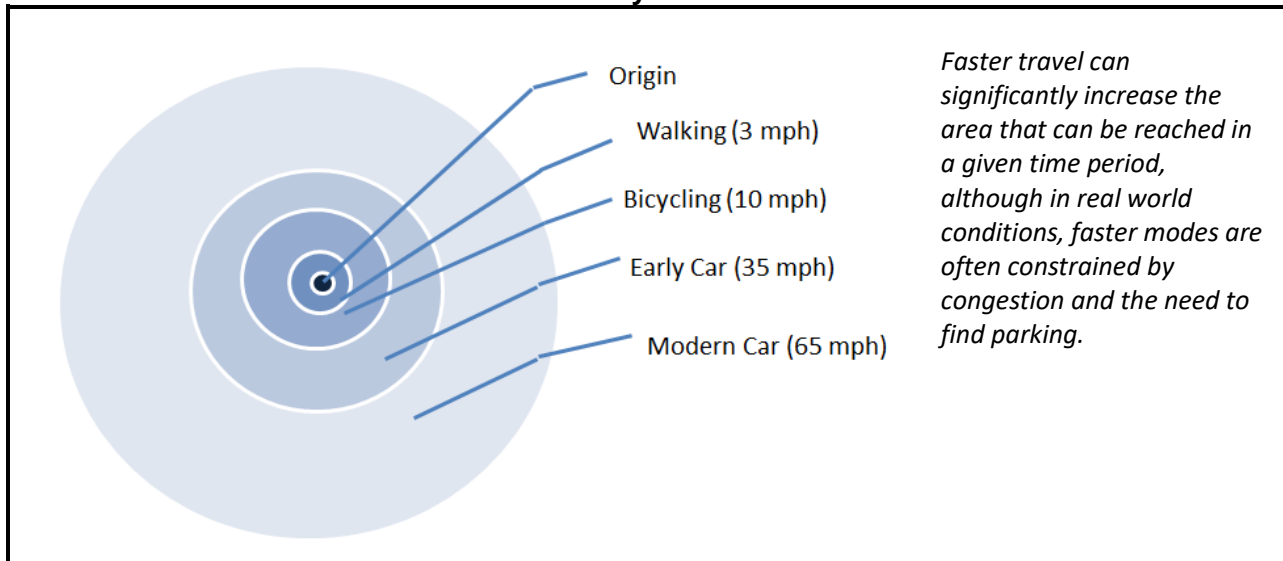 Origin
Walking (3 mph)
Bicycling (10 mph)
Early Car (35 mph)
Modern Car (65 mph)
Faster travel can
significantly increase the
area that can be reached in
a given time period,
although in real world
conditions, faster modes are
often constrained by
congestion and the need to
find parking.